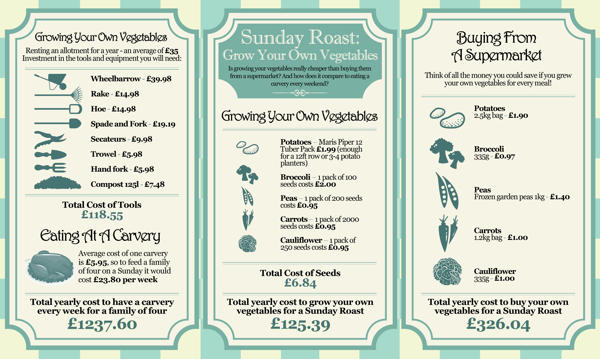 Growing Your Own Vegetables
Renting an allotment for a year - an average of £35
Investment in the tools and equipment you will need:
Wheelbarrow - £39.98
Rake - £14.98
Hoe - £14.98
Spade and Fork - £19.19
Secateurs - £9.98
Trowel - £5.98
Hand fork - £5.98
Compost 125l - £7.48
Total Cost of Tools
£118.55
Eating At A Carvery
Average cost of one carvery
is £5.95, so to feed a family
of four on a Sunday it would
cost £23.80 per week
Total yearly cost to have a carvery
every week for a family of four
£1237.60
Sunday Roast:
Grow Your Own Vegetables
Is growing your vegetables really cheaper than buying them
from a supermarket? And how does it compare to eating a
carvery every weekend?
Growing Your Own Vegetables
Potatoes – Maris Piper 12
Tuber Pack £1.99 (enough
for a 12ft row or 3-4 potato
planters)
Broccoli – 1 pack of 100
seeds costs £2.00
Peas – 1 pack of 200 seeds
costs £0.95
Carrots – 1 pack of 2000
seeds costs £0.95
Cauliflower – 1 pack of
250 seeds costs £0.95
Total Cost of Seeds
£6.84
Total yearly cost to grow your own
vegetables for a Sunday Roast
£125.39
Buying From
A Supermarket
Think of all the money you could save if you grew
your own vegetables for every meal!
Potatoes
2.5kg bag - £1.90
Broccoli
335g - £0.97
Peas
Frozen garden peas 1kg - £1.40
Carrots
1.2kg bag - £1.00
Cauliflower
335g - £1.00
Total yearly cost to buy your own
vegetables for a Sunday Roast
£326.04